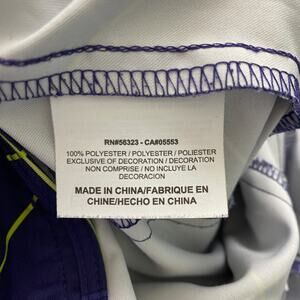 RN#56323 - CA#05553
100% POLYESTER / POLYESTER / POLIESTER
EXCLUSIVE OF DECORATION / DECORATION
NON COMPRISE / NO INCLUYE LA
DECORACION
MADE IN CHINA/FABRIQUE EN
CHINE/HECHO EN CHINA